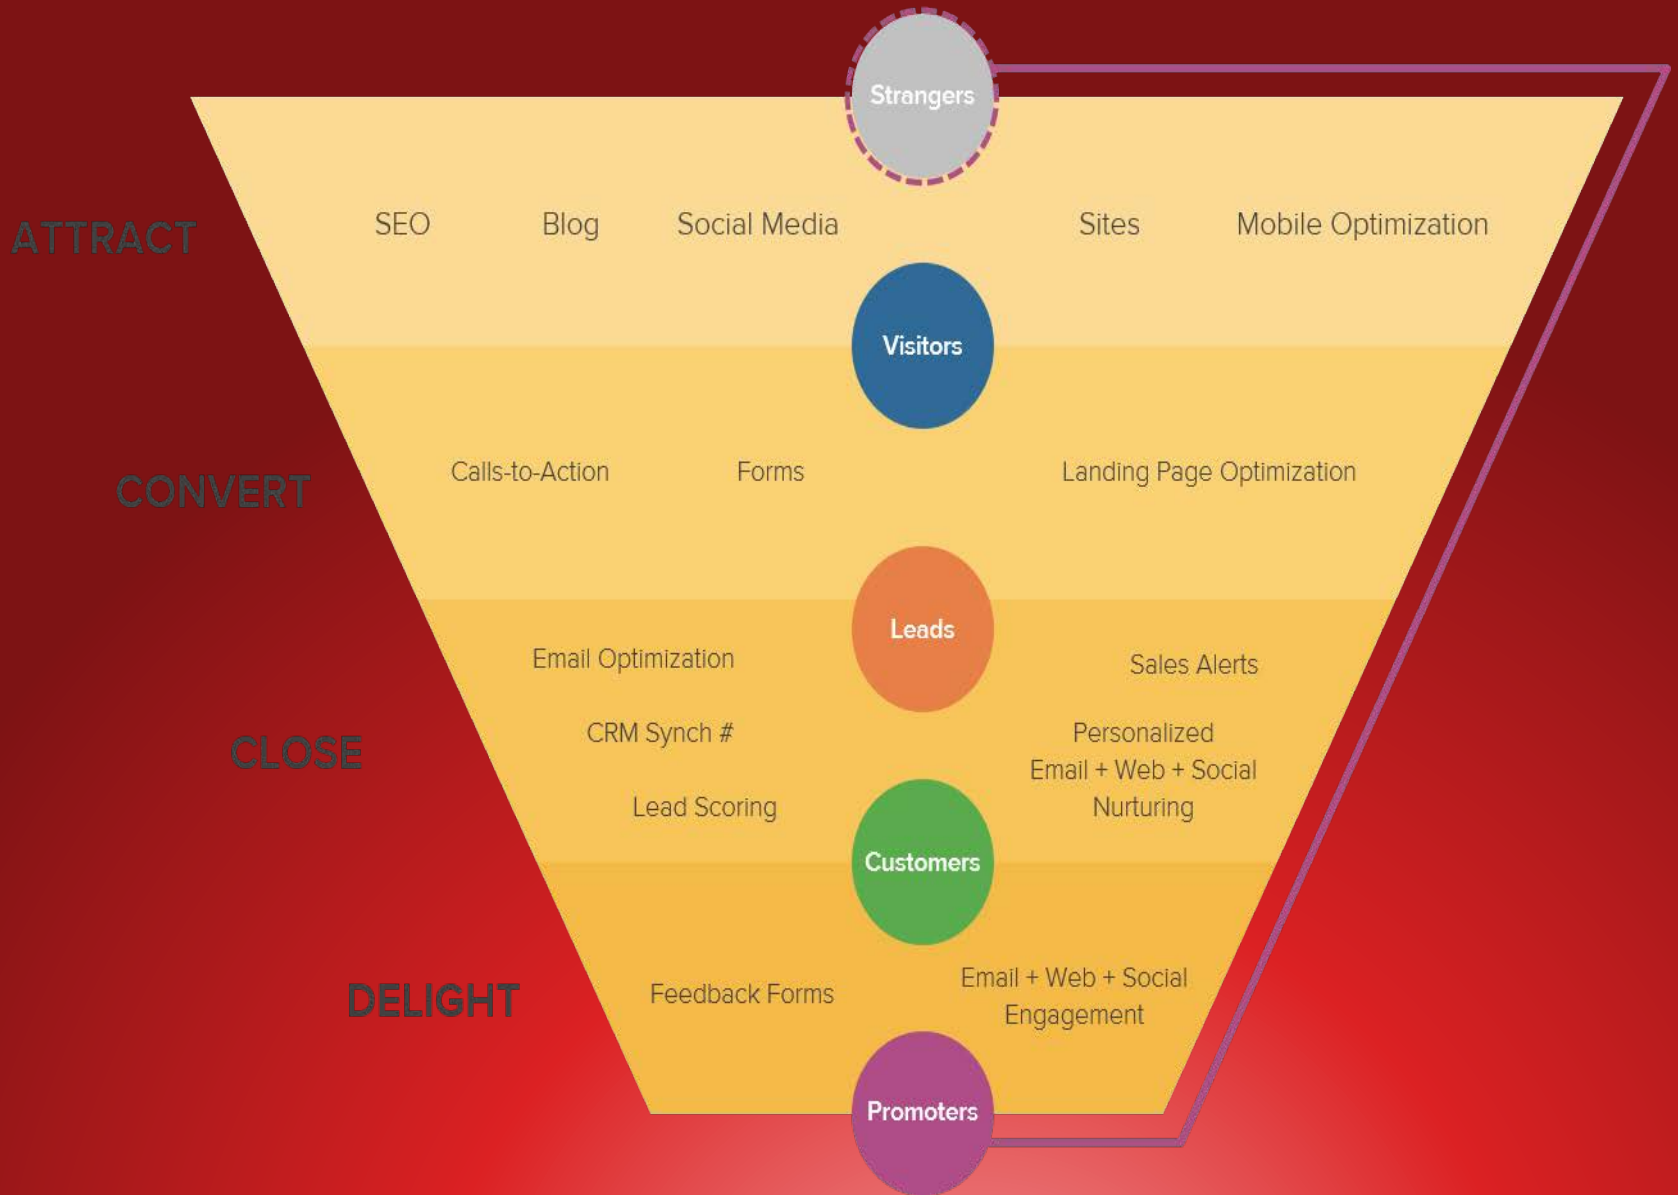 Strangers
ATTRACT
SEO
Blog
Social Media
Sites
Mobile Optimization
Visitors
CONVERT
Calls-to-Action
Forms
Landing Page Optimization
Leads
CLOSE
Email Optimization
CRM Synch #
Lead Scoring
Sales Alerts
Personalized
Email + Web + Social
Nurturing
Customers
DELIGHT
Feedback Forms
Email + Web + Social
Engagement
Promoters